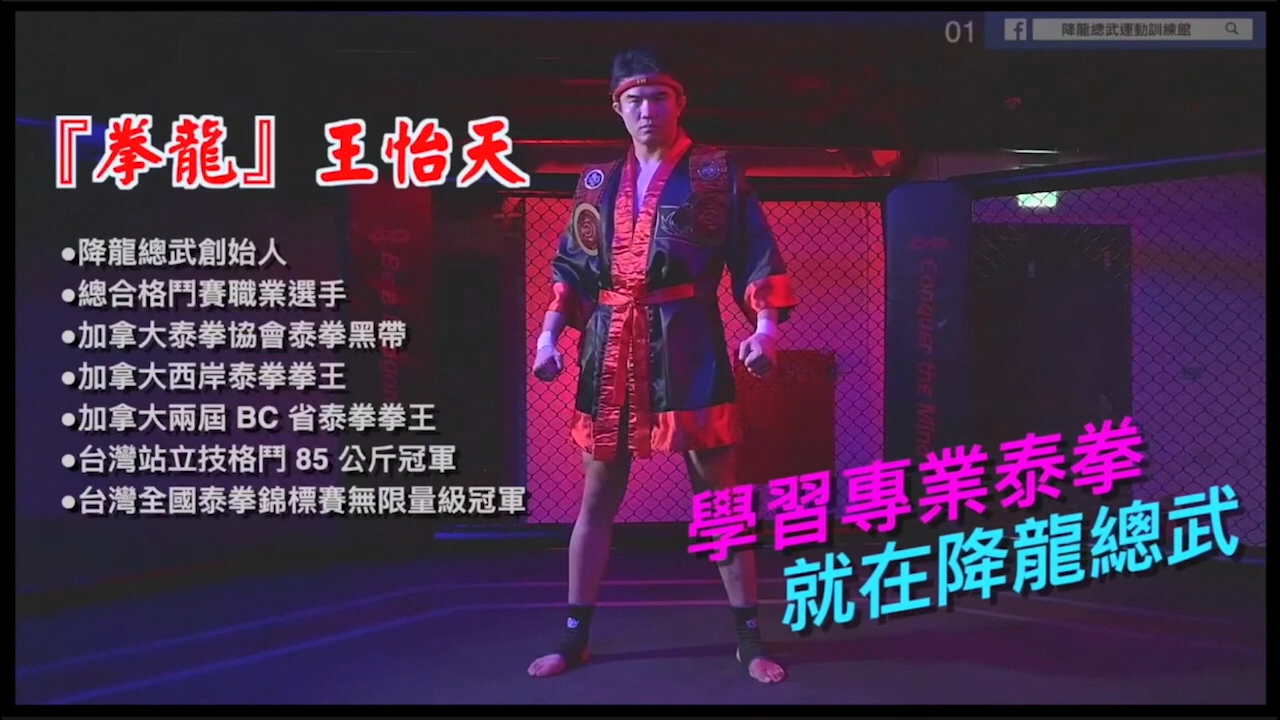 01
降龍總武運動訓練館
『拳龍』王怡天
●降龍總武創始人
●總合格鬥賽職業選手
●加拿大泰拳協會泰拳黑帶
●加拿大西岸泰拳拳王
●加拿大兩屆 BC 省泰拳拳王
●台灣站立技格鬥 85 公斤冠軍
●台灣全國泰拳錦標賽無限量級冠軍
Conquer the Mind
學習專業泰拳
就在降龍總武